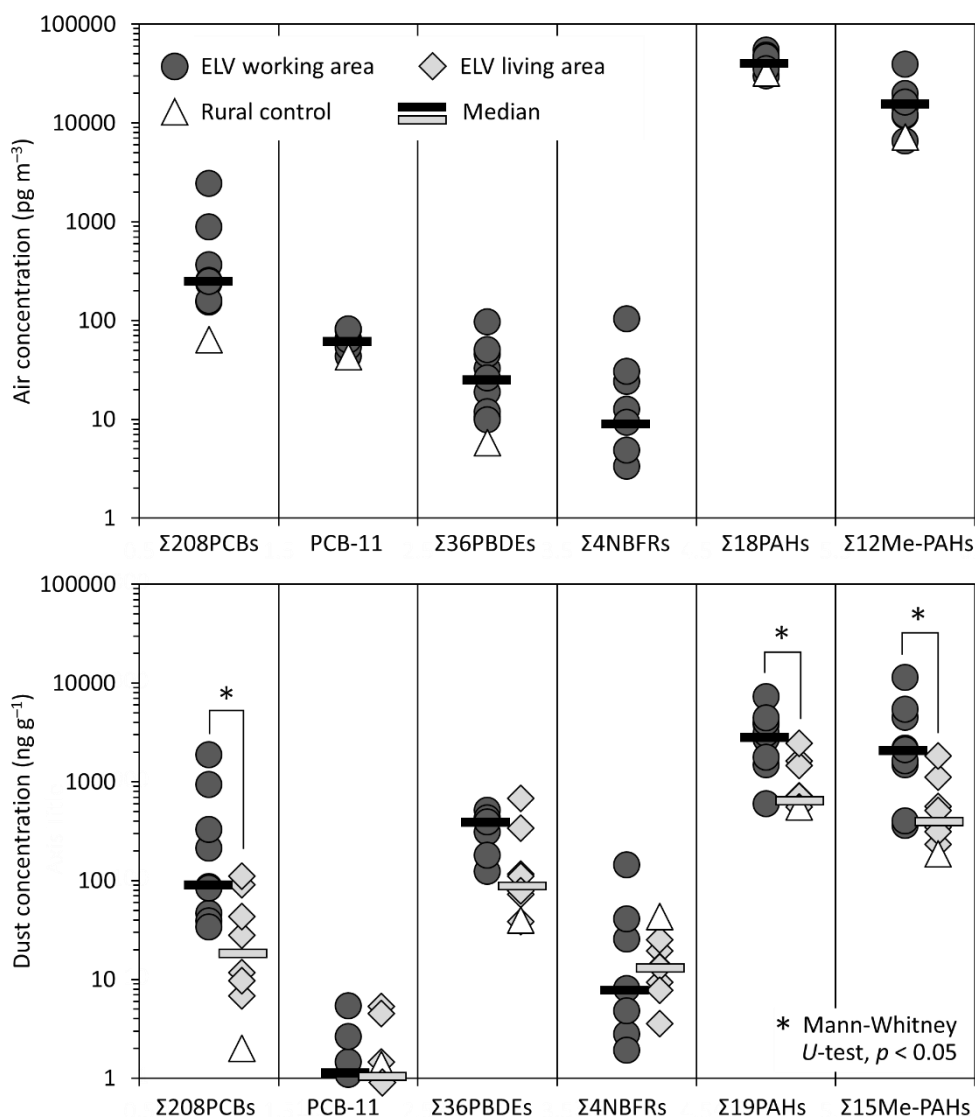 Air concentration (pg m⁻³)
100000
10000
1000
100
10
1
ELV working area
ELV living area
Rural control
Median
Σ208PCBs
PCB-11
Σ36PBDEs
Σ4NBFRs
Σ18PAHs
Σ12Me-PAHs
Dust concentration (ng g⁻¹)
100000
10000
1000
100
10
1
*
*
*
* Mann-Whitney
U-test, p < 0.05
Σ208PCBs
PCB-11
Σ36PBDEs
Σ4NBFRs
Σ19PAHs
Σ15Me-PAHs